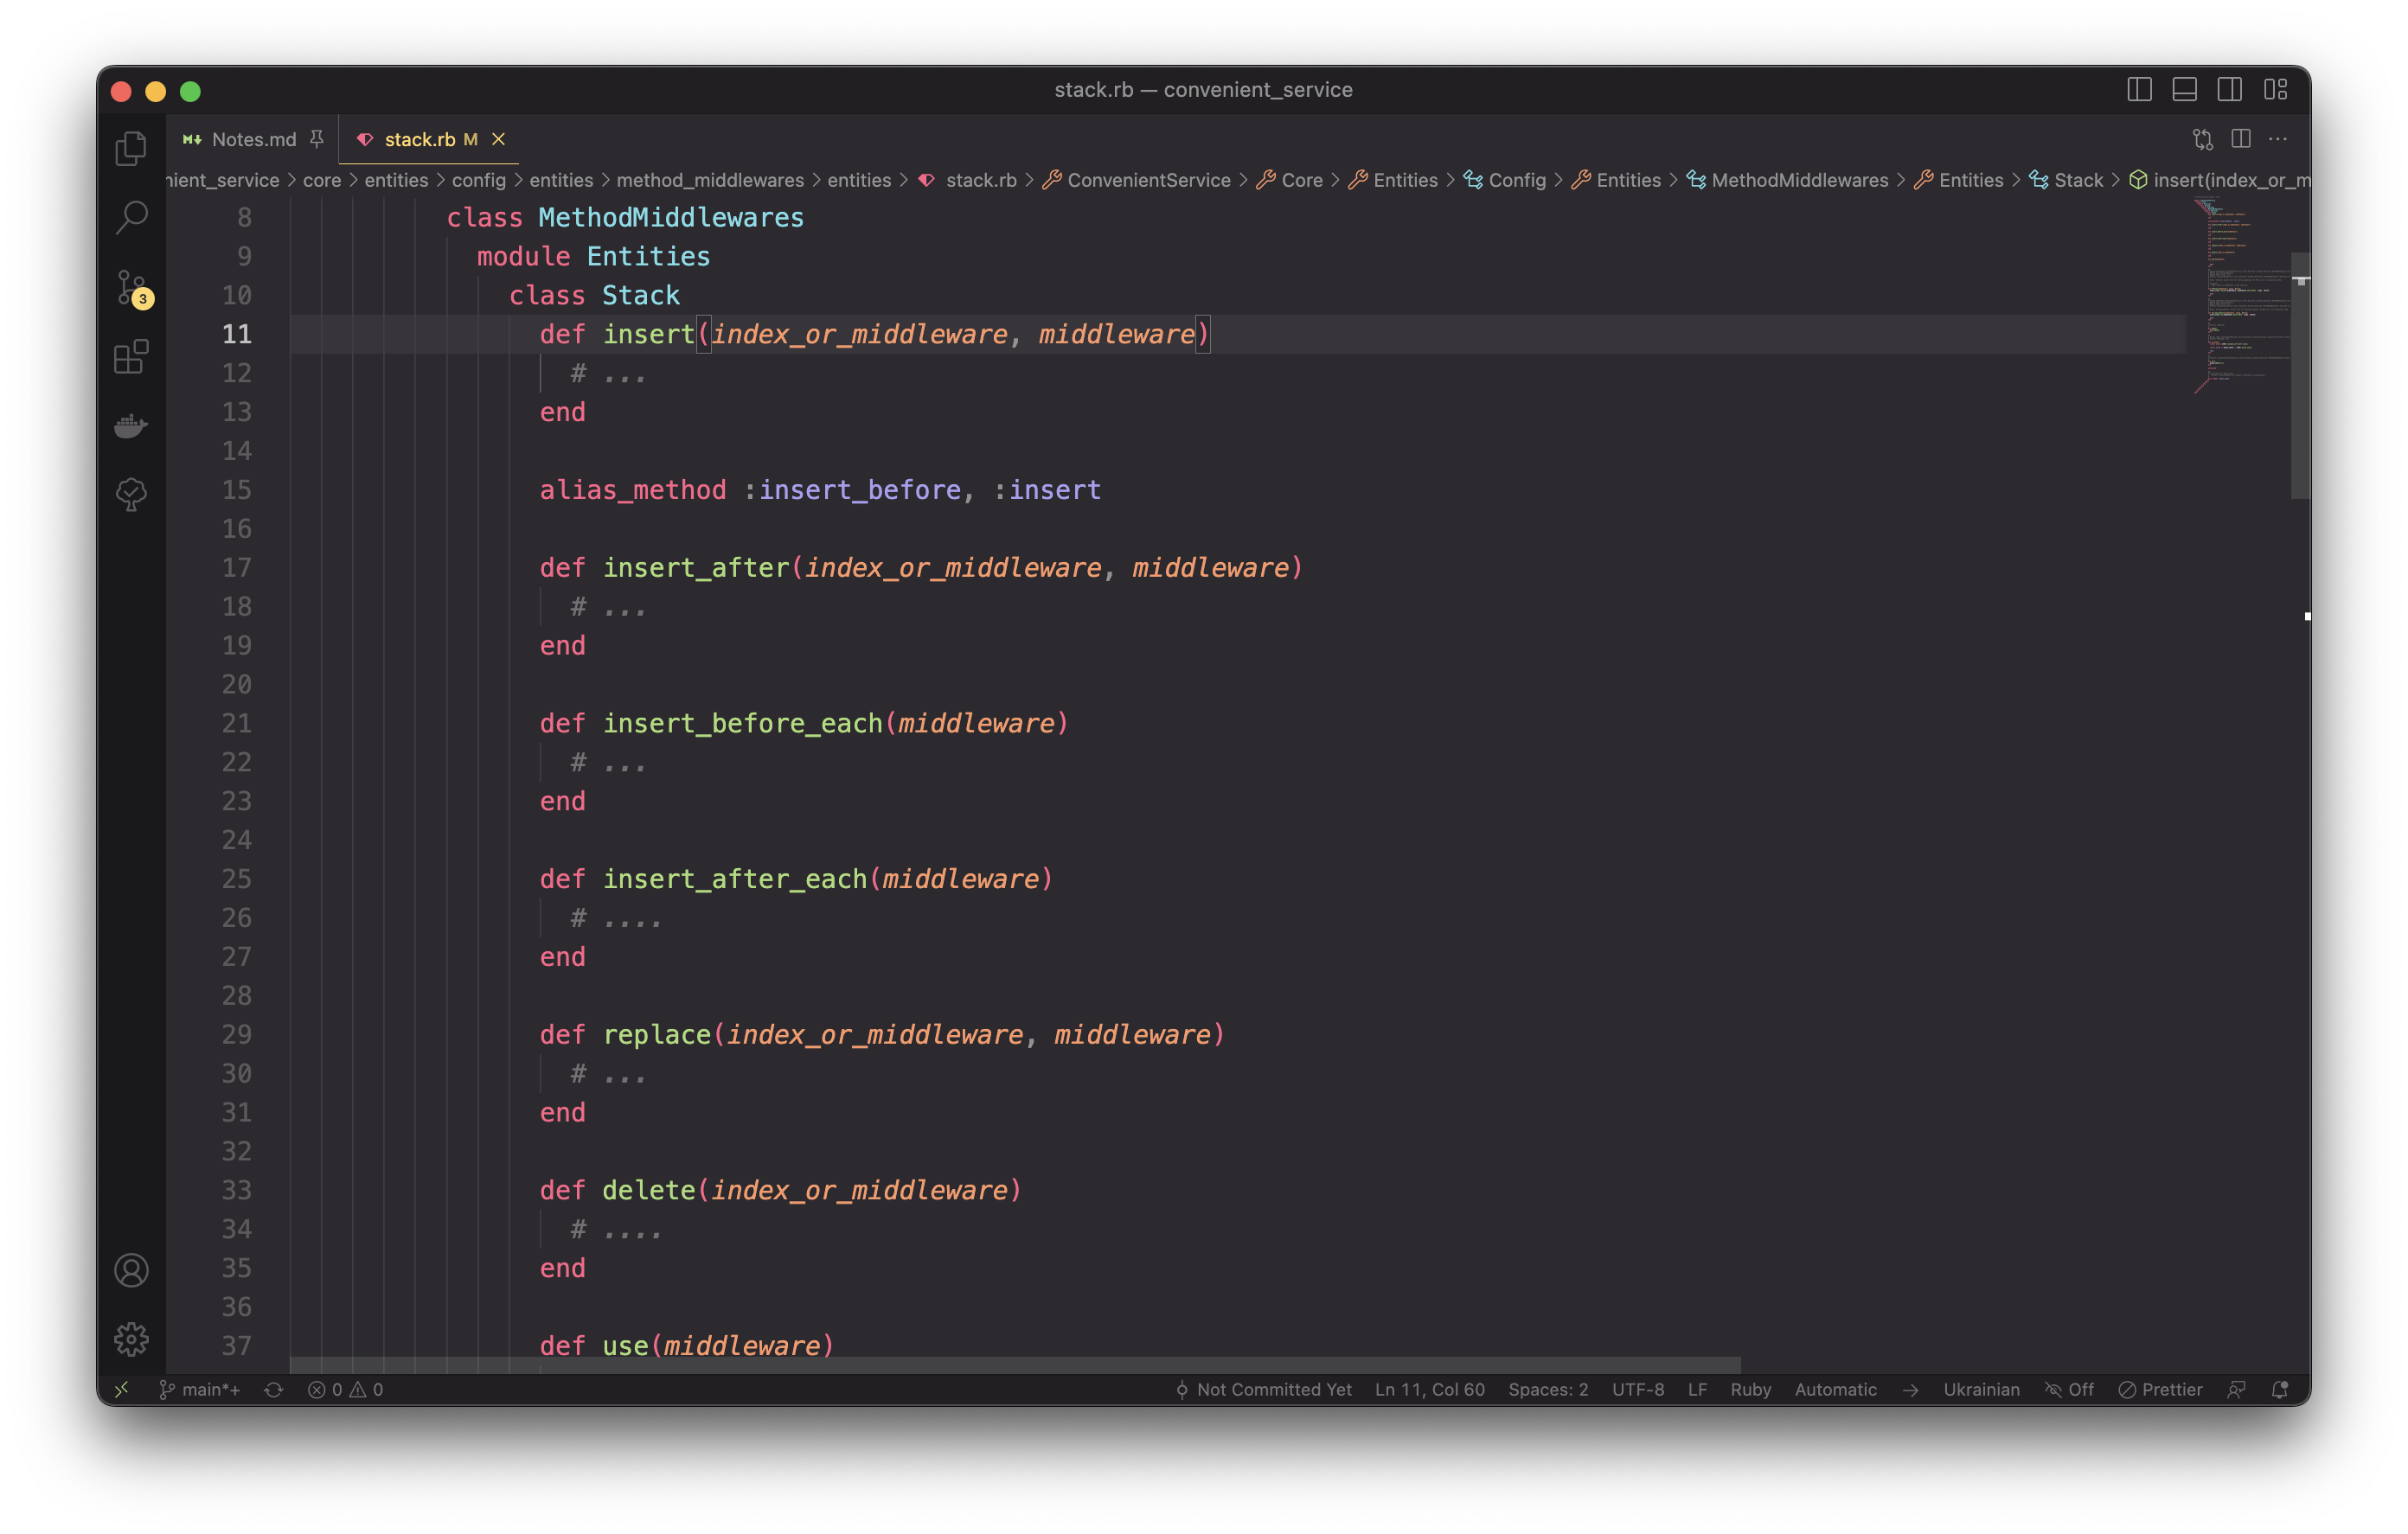 stack.rb — convenient_service
Notes.md
stack.rb M
nient_service > core > entities > config > entities > method_middlewares > entities > stack.rb > ConvenientService > Core > Entities > Config > Entities > MethodMiddlewares > Entities > Stack > insert(index_or_m
3
8 class MethodMiddlewares
9 module Entities
10 class Stack
11 def insert(index_or_middleware, middleware)
12 # ...
13 end
14
15 alias_method :insert_before, :insert
16
17 def insert_after(index_or_middleware, middleware)
18 # ...
19 end
20
21 def insert_before_each(middleware)
22 # ...
23 end
24
25 def insert_after_each(middleware)
26 # ....
27 end
28
29 def replace(index_or_middleware, middleware)
30 # ...
31 end
32
33 def delete(index_or_middleware)
34 # ....
35 end
36
37 def use(middleware)
main*+ 0 0 Not Committed Yet Ln 11, Col 60 Spaces: 2 UTF-8 LF Ruby Automatic Ukrainian Off Prettier